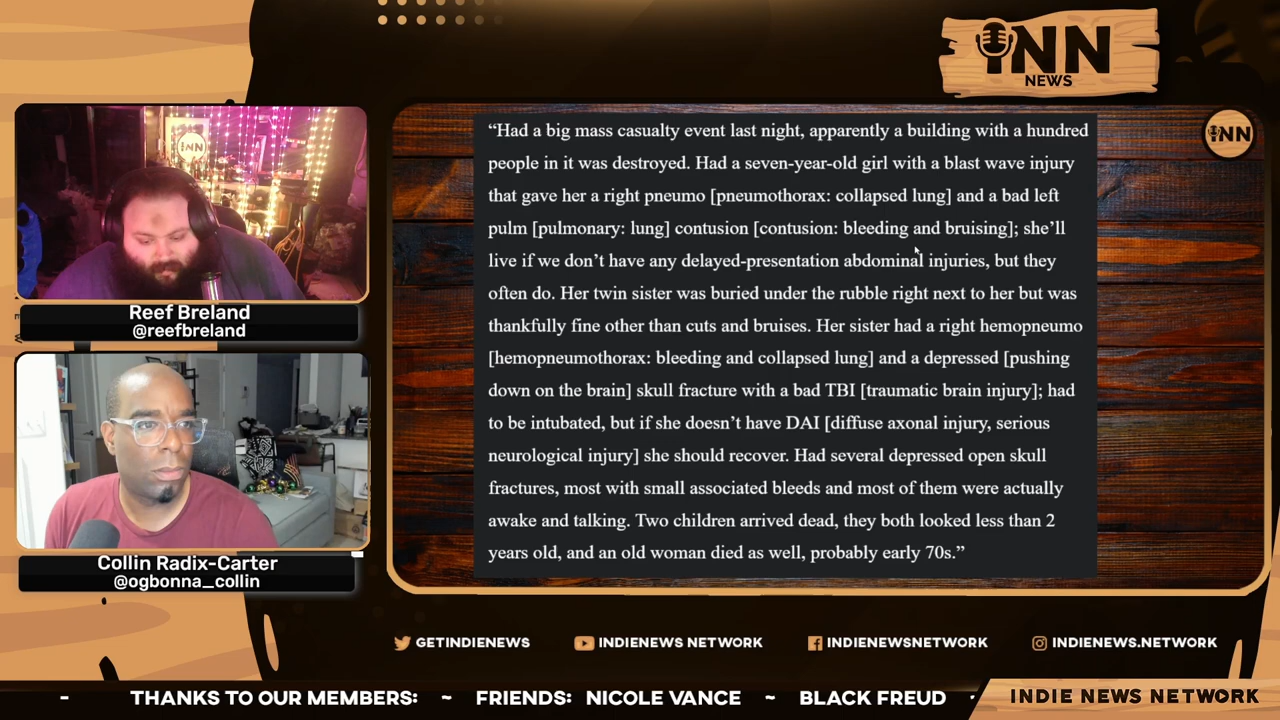 INN
NEWS
INN
INN
"Had a big mass casualty event last night, apparently a building with a hundred
people in it was destroyed. Had a seven-year-old girl with a blast wave injury
that gave her a right pneumo [pneumothorax: collapsed lung] and a bad left
pulm [pulmonary: lung] contusion [contusion: bleeding and bruising]; she'll
live if we don't have any delayed-presentation abdominal injuries, but they
often do. Her twin sister was buried under the rubble right next to her but was
thankfully fine other than cuts and bruises. Her sister had a right hemopneumo
[hemopneumothorax: bleeding and collapsed lung] and a depressed [pushing
down on the brain] skull fracture with a bad TBI [traumatic brain injury]; had
to be intubated, but if she doesn't have DAI [diffuse axonal injury, serious
neurological injury] she should recover. Had several depressed open skull
fractures, most with small associated bleeds and most of them were actually
awake and talking. Two children arrived dead, they both looked less than 2
years old, and an old woman died as well, probably early 70s."
Reef Breland
@reefbreland
Collin Radix-Carter
@ogbonna_collin
GETINDIENEWS
INDIENEWS NETWORK
INDIENEWSNETWORK
INDIENEWS.NETWORK
- THANKS TO OUR MEMBERS: ~ FRIENDS: NICOLE VANCE ~ BLACK FREUD
INDIE NEWS NETWORK